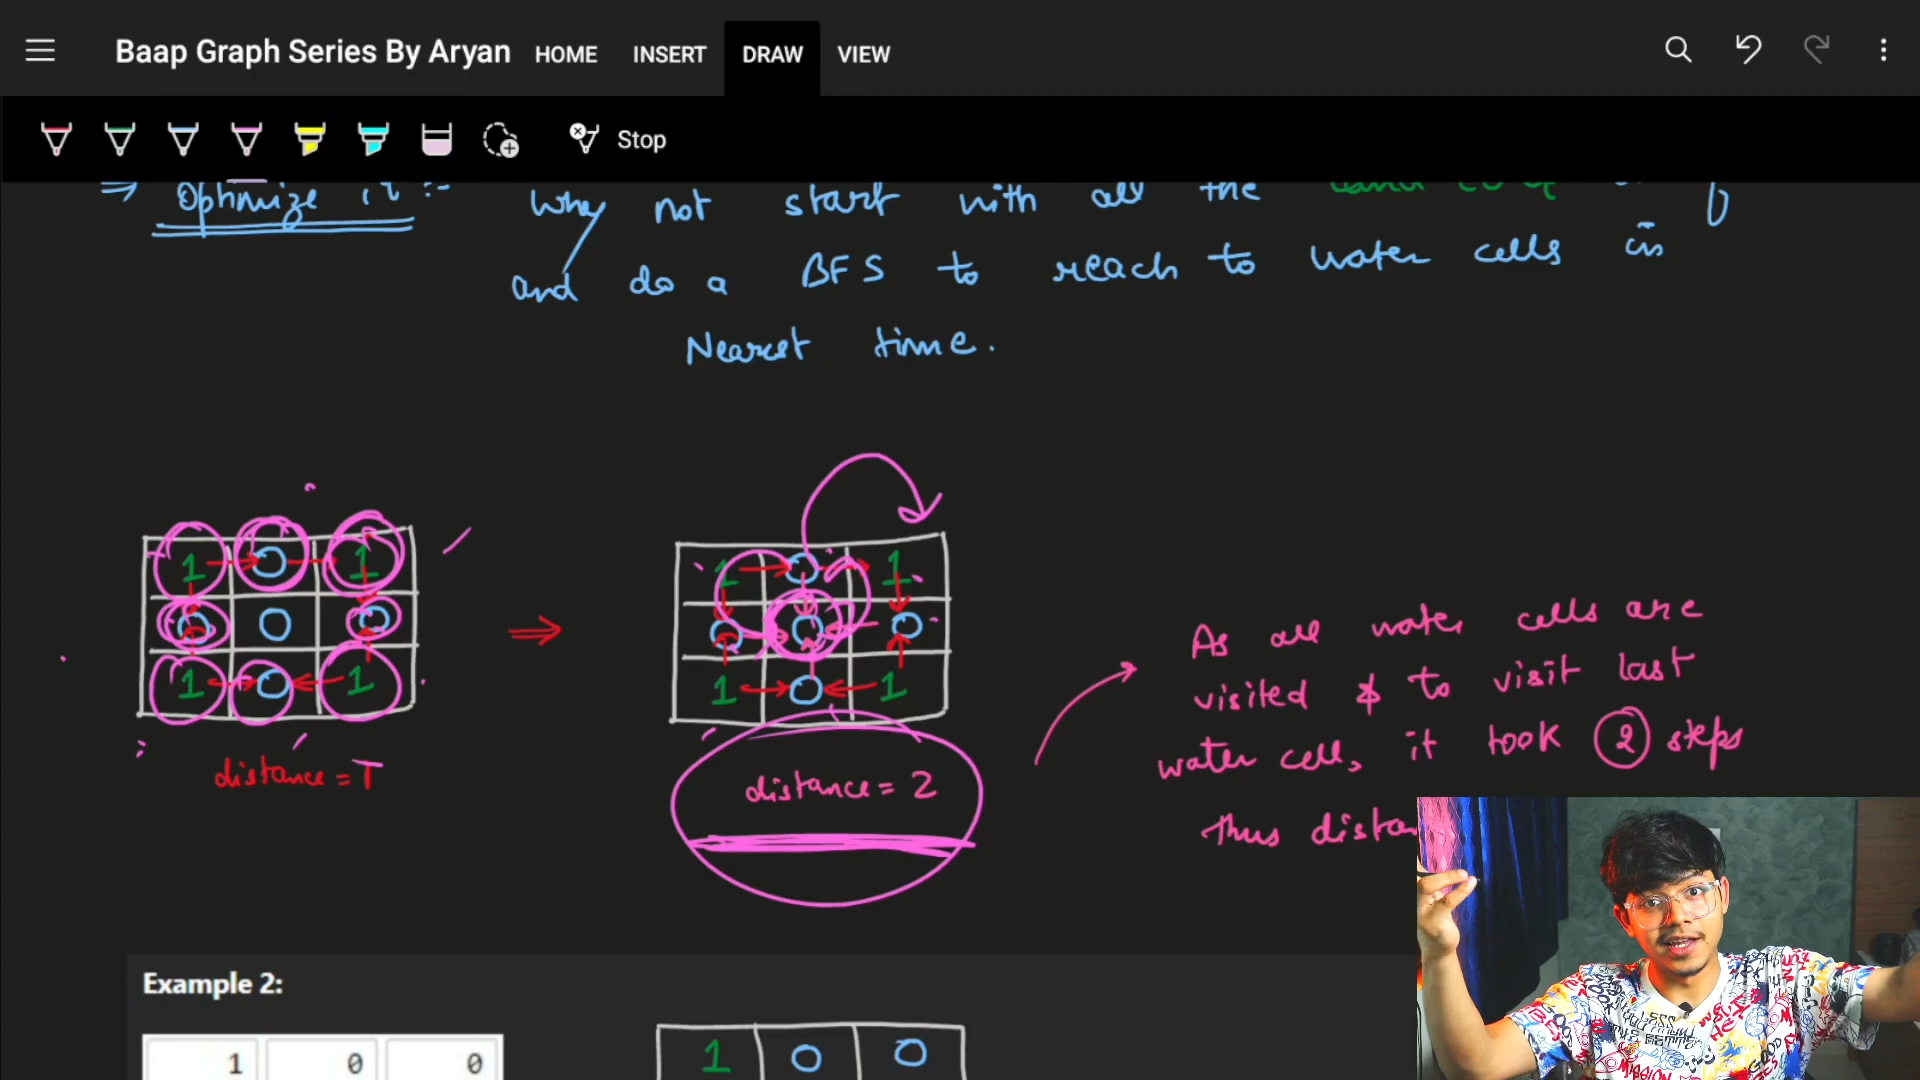 Baap Graph Series By Aryan HOME INSERT DRAW VIEW
Stop
⇒ Optimize it :- Why not start with all the land
and do a BFS to reach to water cells in
Nearest time.
1 0 1
0 0 0
1 0 1
distance = 1
⇒
1 0 1
0 0 0
1 0 1
distance = 2
As all water cells are
visited & to visit last
water cell, it took 2 steps
thus
Example 2:
1 0 0
1 0 0